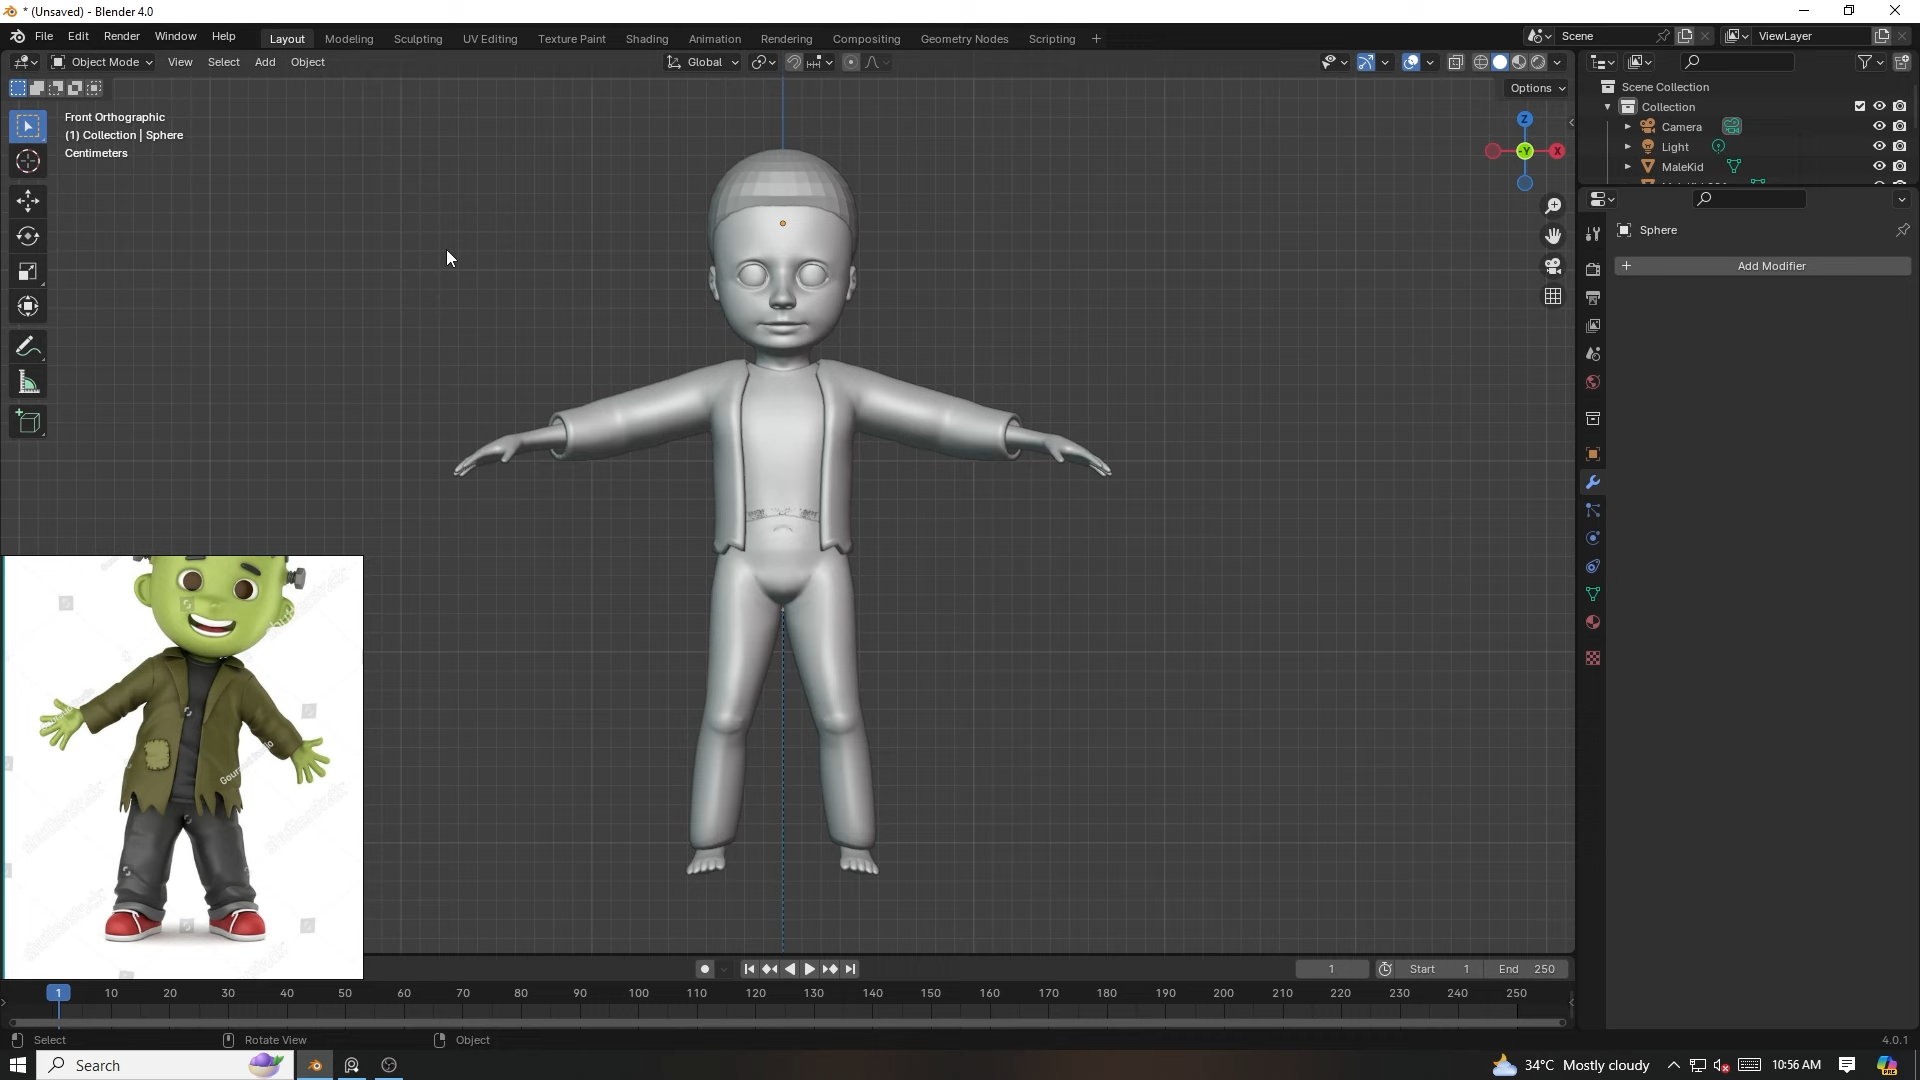 * (Unsaved) - Blender 4.0
File Edit Render Window Help
Layout Modeling Sculpting UV Editing Texture Paint Shading Animation Rendering Compositing Geometry Nodes Scripting +
Scene
ViewLayer
Object Mode View Select Add Object
Global
Options
Front Orthographic
(1) Collection | Sphere
Centimeters
Z
-Y
X
Scene Collection
Collection
Camera
Light
MaleKid
Sphere
+ Add Modifier
1
Start 1
End 250
1 10 20 30 40 50 60 70 80 90 100 110 120 130 140 150 160 170 180 190 200 210 220 230 240 250
Select
Rotate View
Object
4.0.1
Search
34°C Mostly cloudy
10:56 AM